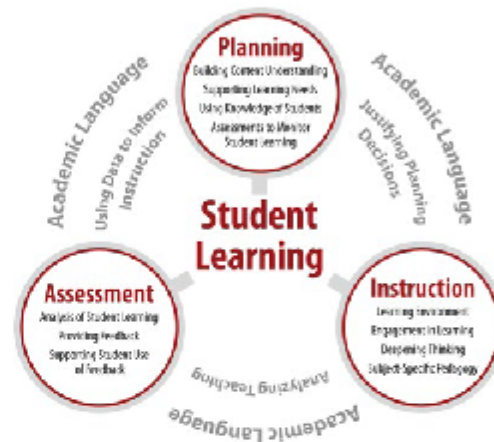 Planning
Building Content Understanding
Supporting Learning Needs
Using Knowledge of Students
Assessments to Monitor
Student Learning
Academic Language
Using Data to Inform
Instruction
Academic Language
Justifying Planning
Decisions
Student
Learning
Assessment
Analysis of Student Learning
Providing Feedback
Supporting Student Use
of Feedback
Instruction
Learning Environment
Engagement in Learning
Deepening Thinking
Subject-Specific Pedagogy
Analyzing Teaching
Academic Language